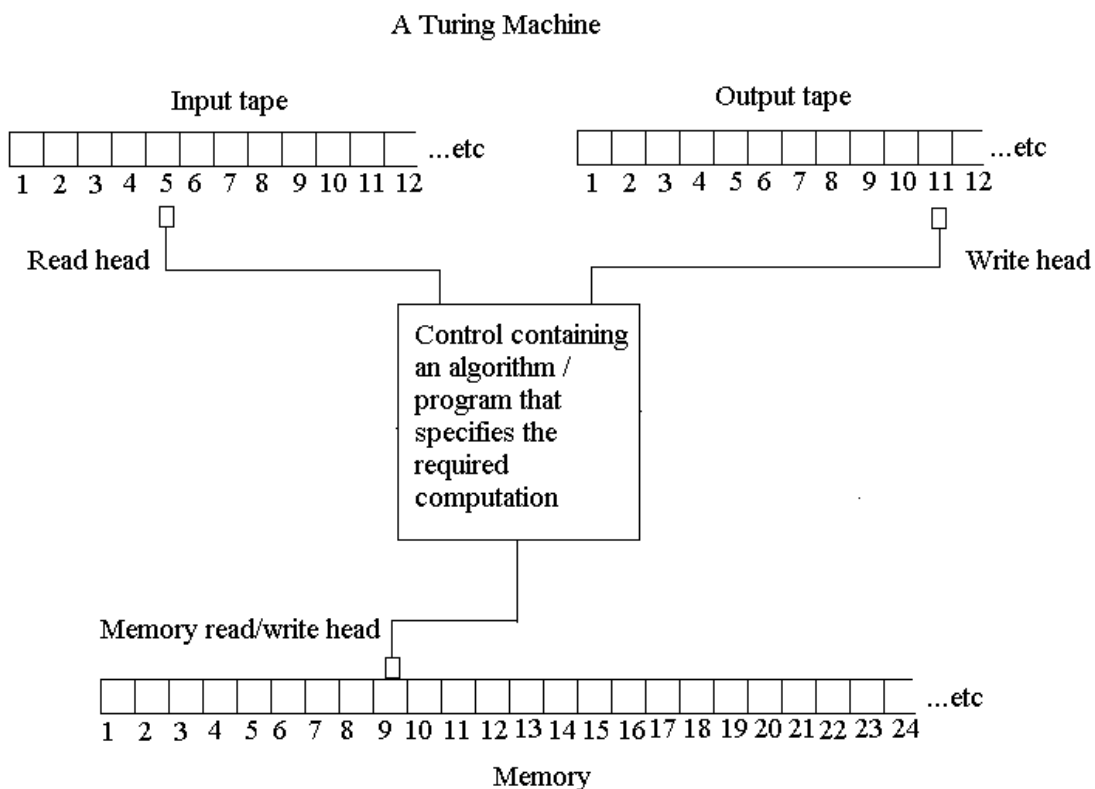 A Turing Machine
Input tape
Output tape
...etc
...etc
1 2 3 4 5 6 7 8 9 10 11 12
1 2 3 4 5 6 7 8 9 10 11 12
Read head
Write head
Control containing
an algorithm /
program that
specifies the
required
computation
Memory read/write head
...etc
1 2 3 4 5 6 7 8 9 10 11 12 13 14 15 16 17 18 19 20 21 22 23 24
Memory